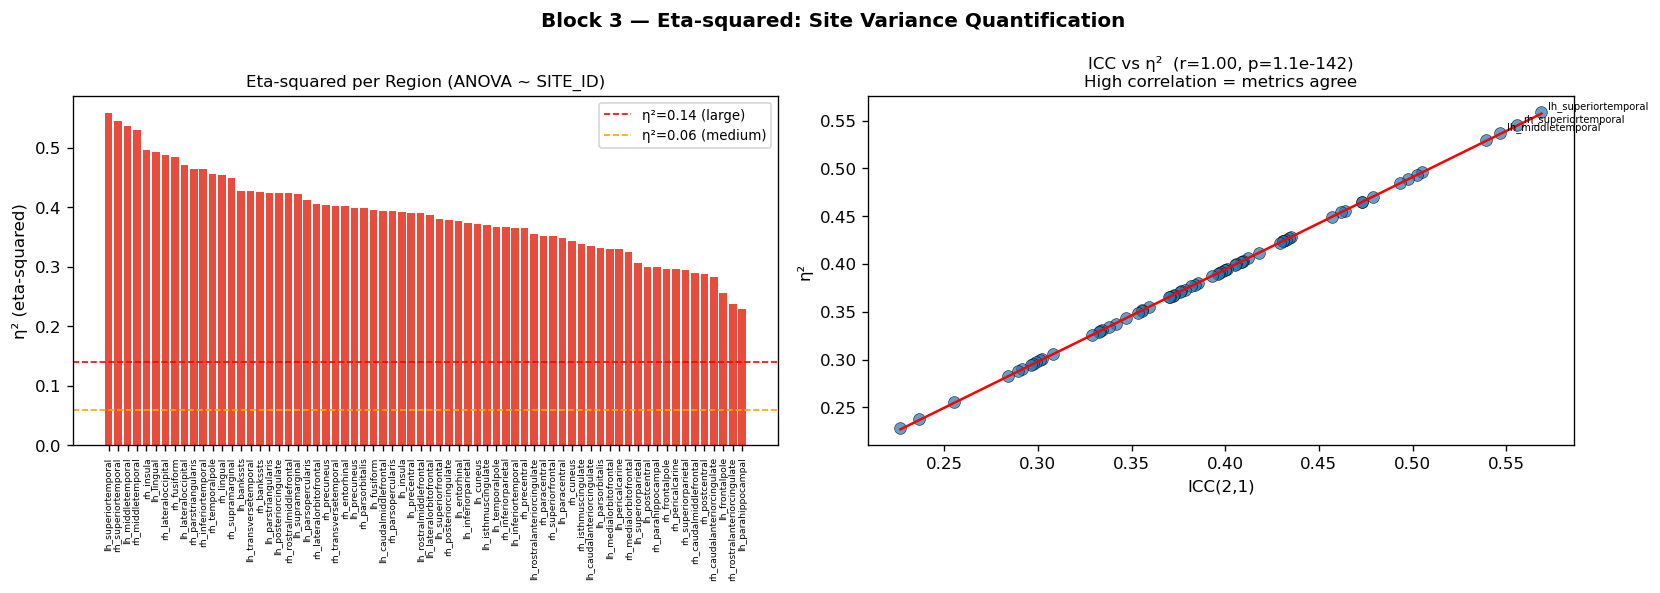 Block 3 — Eta-squared: Site Variance Quantification
Eta-squared per Region (ANOVA ~ SITE_ID)
η² (eta-squared)
0.5
0.4
0.3
0.2
0.1
0.0
η²=0.14 (large)
η²=0.06 (medium)
lh_superiortemporal
rh_superiortemporal
lh_middletemporal
rh_middletemporal
rh_insula
lh_lingual
rh_lateraloccipital
rh_fusiform
lh_lateraloccipital
rh_parstriangularis
rh_inferiortemporal
rh_temporalpole
rh_lingual
rh_supramarginal
lh_bankssts
lh_transversetemporal
rh_bankssts
lh_parstriangularis
lh_posteriorcingulate
rh_rostralmiddlefrontal
lh_supramarginal
lh_parsopercularis
rh_lateralorbitofrontal
rh_precuneus
rh_transversetemporal
rh_entorhinal
lh_precuneus
rh_parsorbitalis
lh_fusiform
lh_caudalmiddlefrontal
rh_parsopercularis
lh_insula
lh_rostralmiddlefrontal
lh_lateralorbitofrontal
lh_superiorfrontal
rh_posteriorcingulate
lh_entorhinal
lh_inferiorparietal
lh_cuneus
lh_isthmuscingulate
lh_temporalpole
rh_inferiorparietal
lh_inferiortemporal
rh_precentral
lh_rostralanteriorcingulate
rh_paracentral
rh_superiorfrontal
lh_paracentral
rh_cuneus
rh_isthmuscingulate
lh_caudalanteriorcingulate
lh_parsorbitalis
lh_medialorbitofrontal
lh_pericalcarine
rh_medialorbitofrontal
lh_superiorparietal
lh_postcentral
rh_parahippocampal
rh_frontalpole
rh_pericalcarine
rh_superiorparietal
rh_caudalmiddlefrontal
rh_postcentral
rh_caudalanteriorcingulate
lh_frontalpole
rh_rostralanteriorcingulate
lh_parahippocampal
ICC vs η²  (r=1.00, p=1.1e-142)
High correlation = metrics agree
η²
0.55
0.50
0.45
0.40
0.35
0.30
0.25
lh_superiortemporal
rh_superiortemporal
lh_middletemporal
0.25 0.30 0.35 0.40 0.45 0.50 0.55
ICC(2,1)